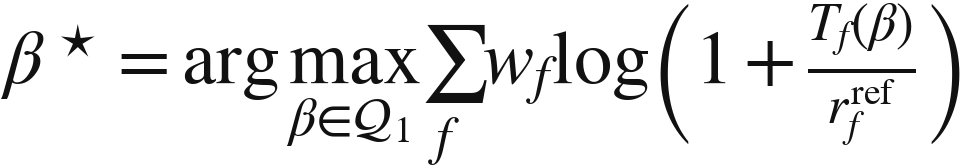 β ⋆ = arg max_{β∈𝒬₁} ∑_f w_f log(1 + T_f(β) / r_f^ref)